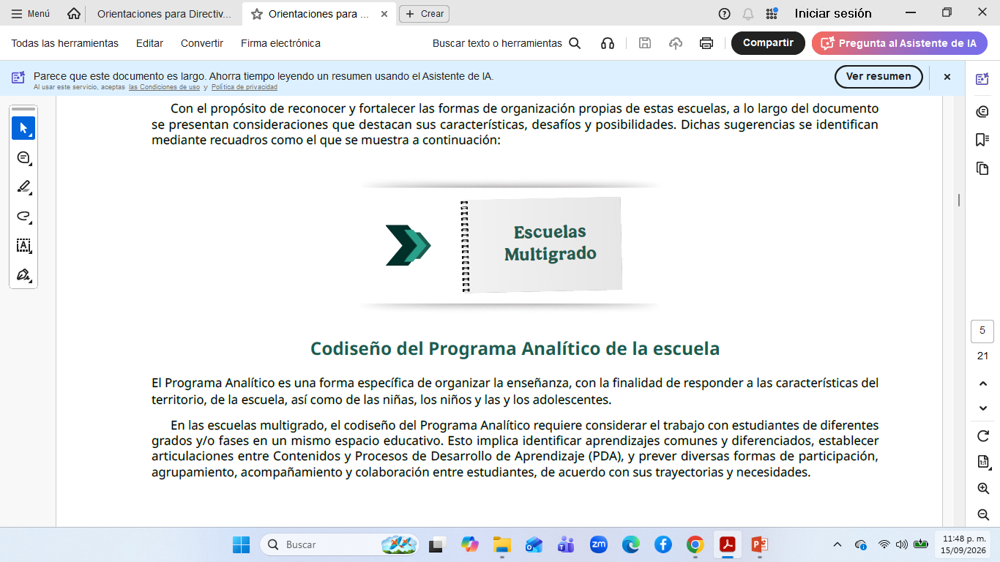 Menú
Orientaciones para Directiv...
Orientaciones para ...
Crear
Iniciar sesión
Todas las herramientas
Editar
Convertir
Firma electrónica
Buscar texto o herramientas
Compartir
Pregunta al Asistente de IA
Parece que este documento es largo. Ahorra tiempo leyendo un resumen usando el Asistente de IA.
Al usar este servicio, aceptas las Condiciones de uso y Política de privacidad
Ver resumen
Con el propósito de reconocer y fortalecer las formas de organización propias de estas escuelas, a lo largo del documento
se presentan consideraciones que destacan sus características, desafíos y posibilidades. Dichas sugerencias se identifican
mediante recuadros como el que se muestra a continuación:
Escuelas
Multigrado
Codiseño del Programa Analítico de la escuela
El Programa Analítico es una forma específica de organizar la enseñanza, con la finalidad de responder a las características del
territorio, de la escuela, así como de las niñas, los niños y las y los adolescentes.
En las escuelas multigrado, el codiseño del Programa Analítico requiere considerar el trabajo con estudiantes de diferentes
grados y/o fases en un mismo espacio educativo. Esto implica identificar aprendizajes comunes y diferenciados, establecer
articulaciones entre Contenidos y Procesos de Desarrollo de Aprendizaje (PDA), y prever diversas formas de participación,
agrupamiento, acompañamiento y colaboración entre estudiantes, de acuerdo con sus trayectorias y necesidades.
5
21
1:1
Buscar
zm
11:48 p. m.
15/09/2026